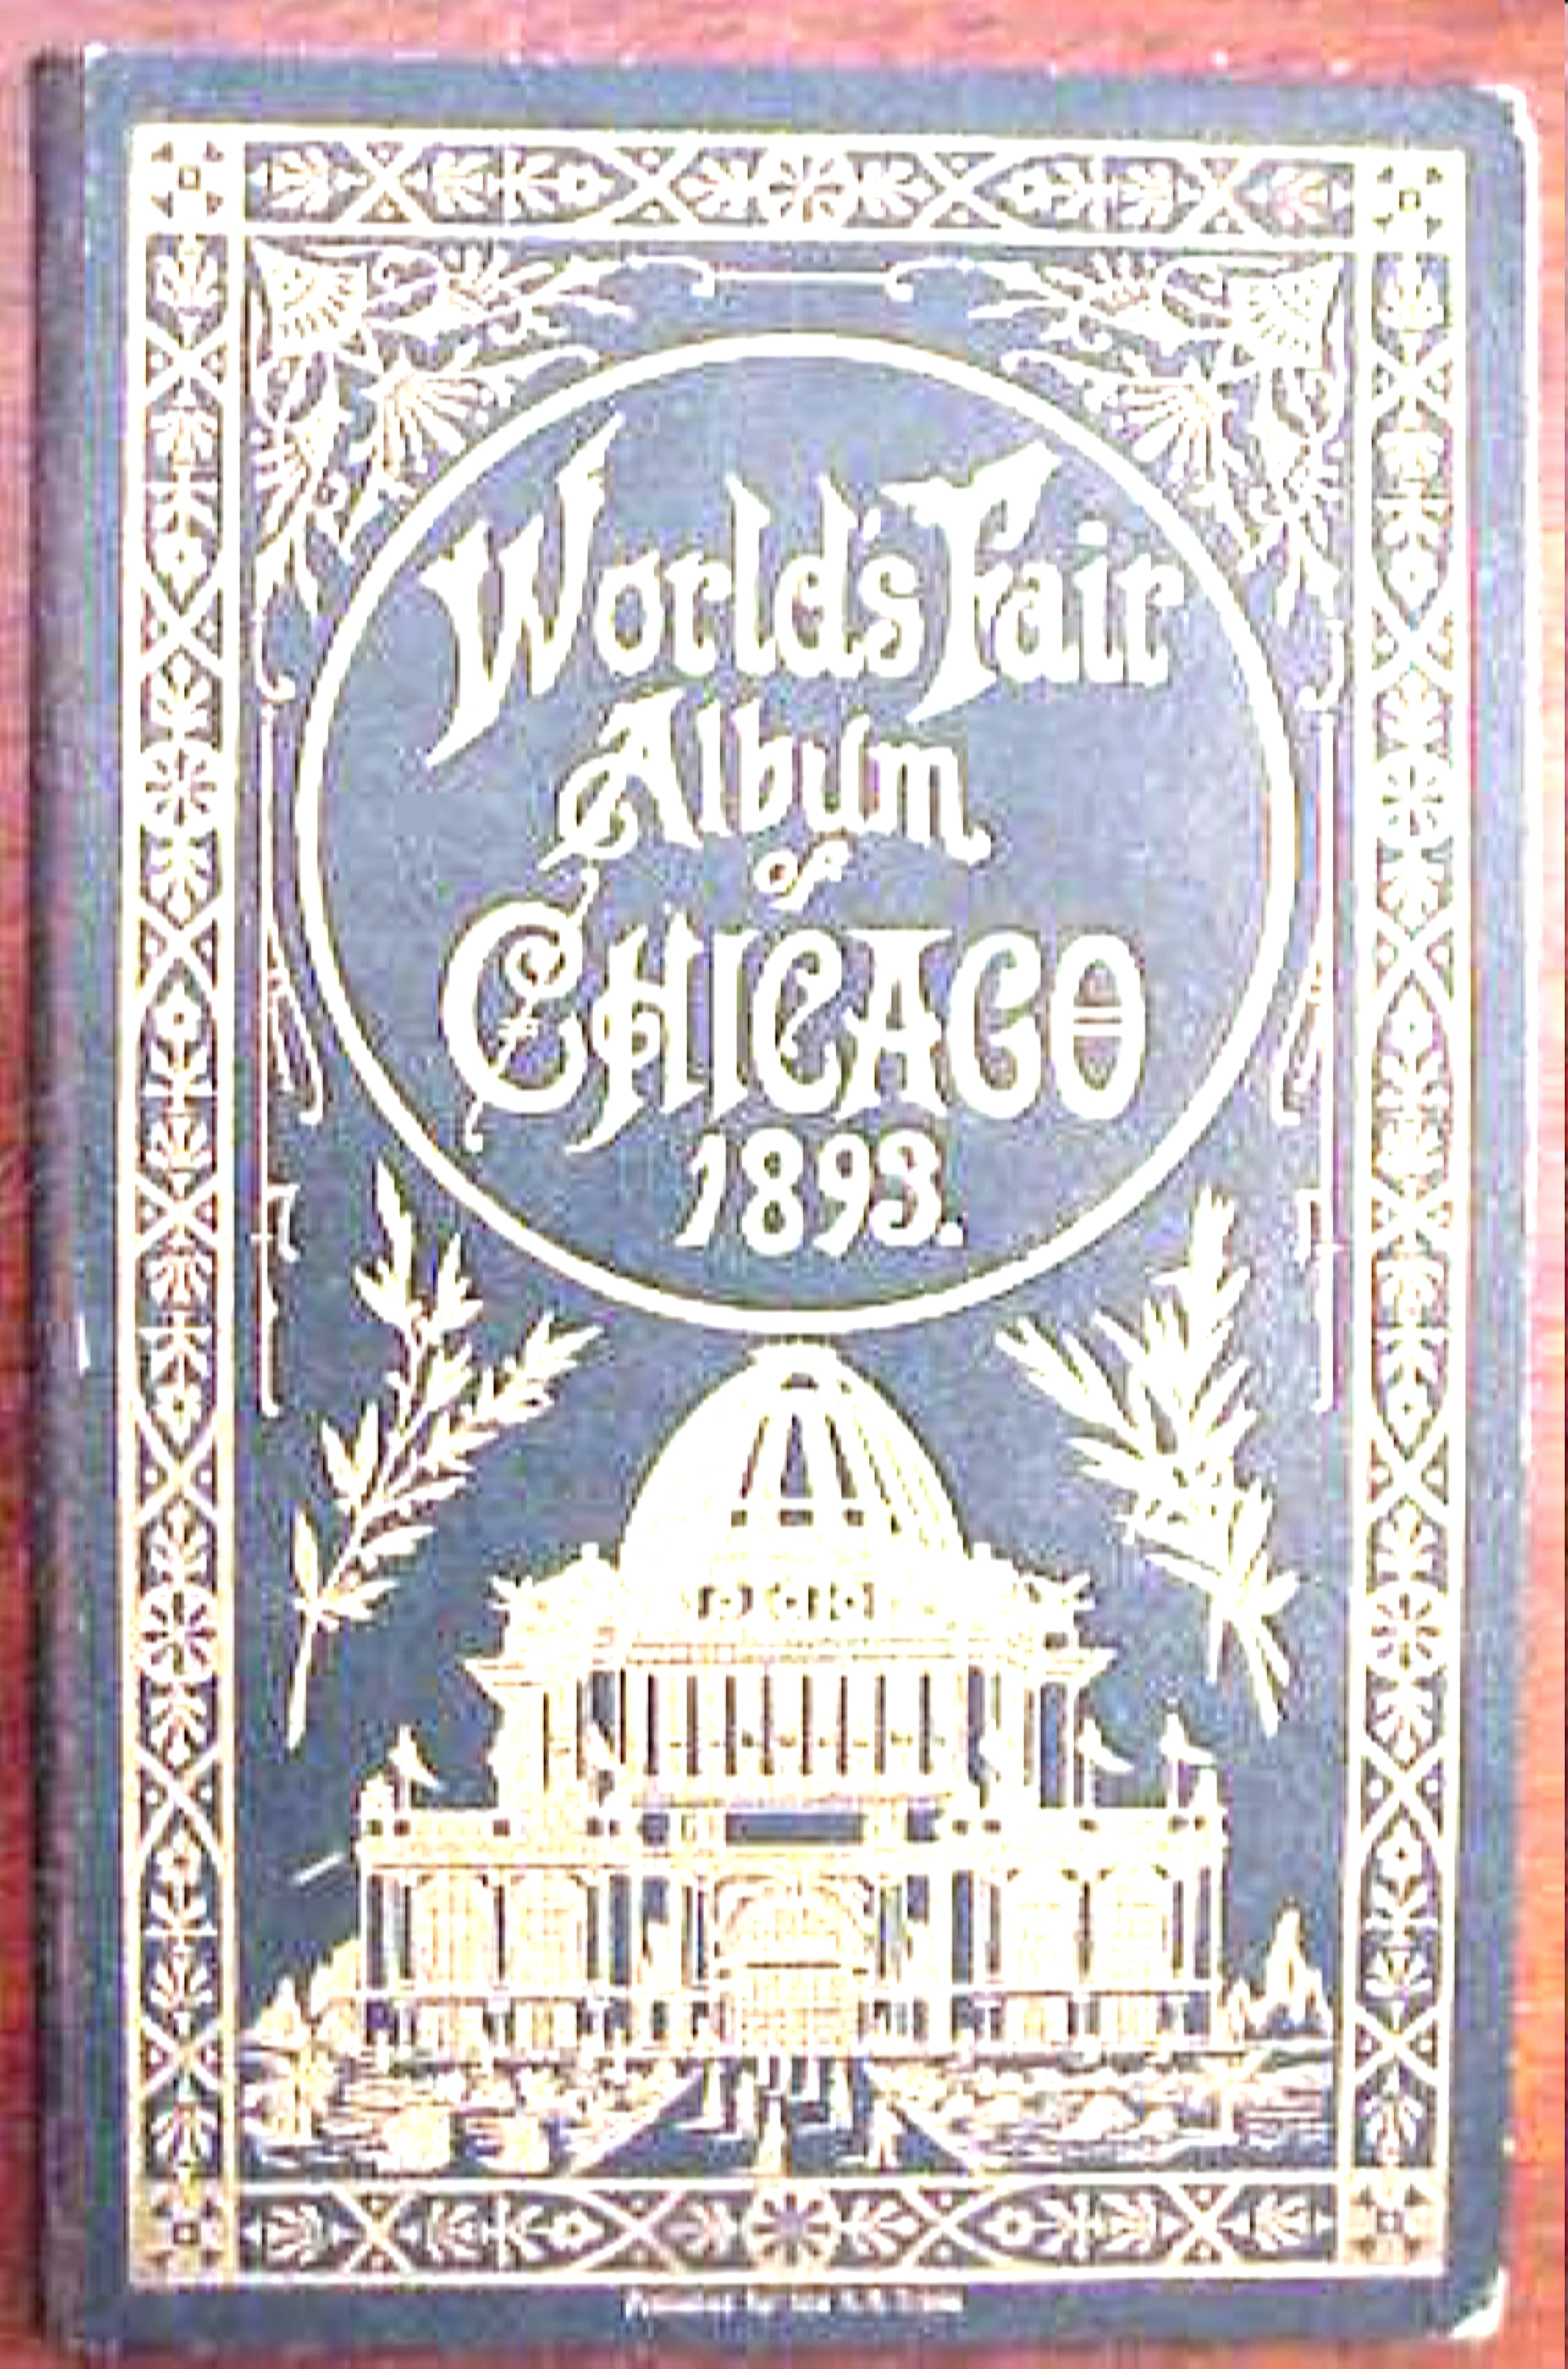 World's Fair
Album
of
CHICAGO
1893.